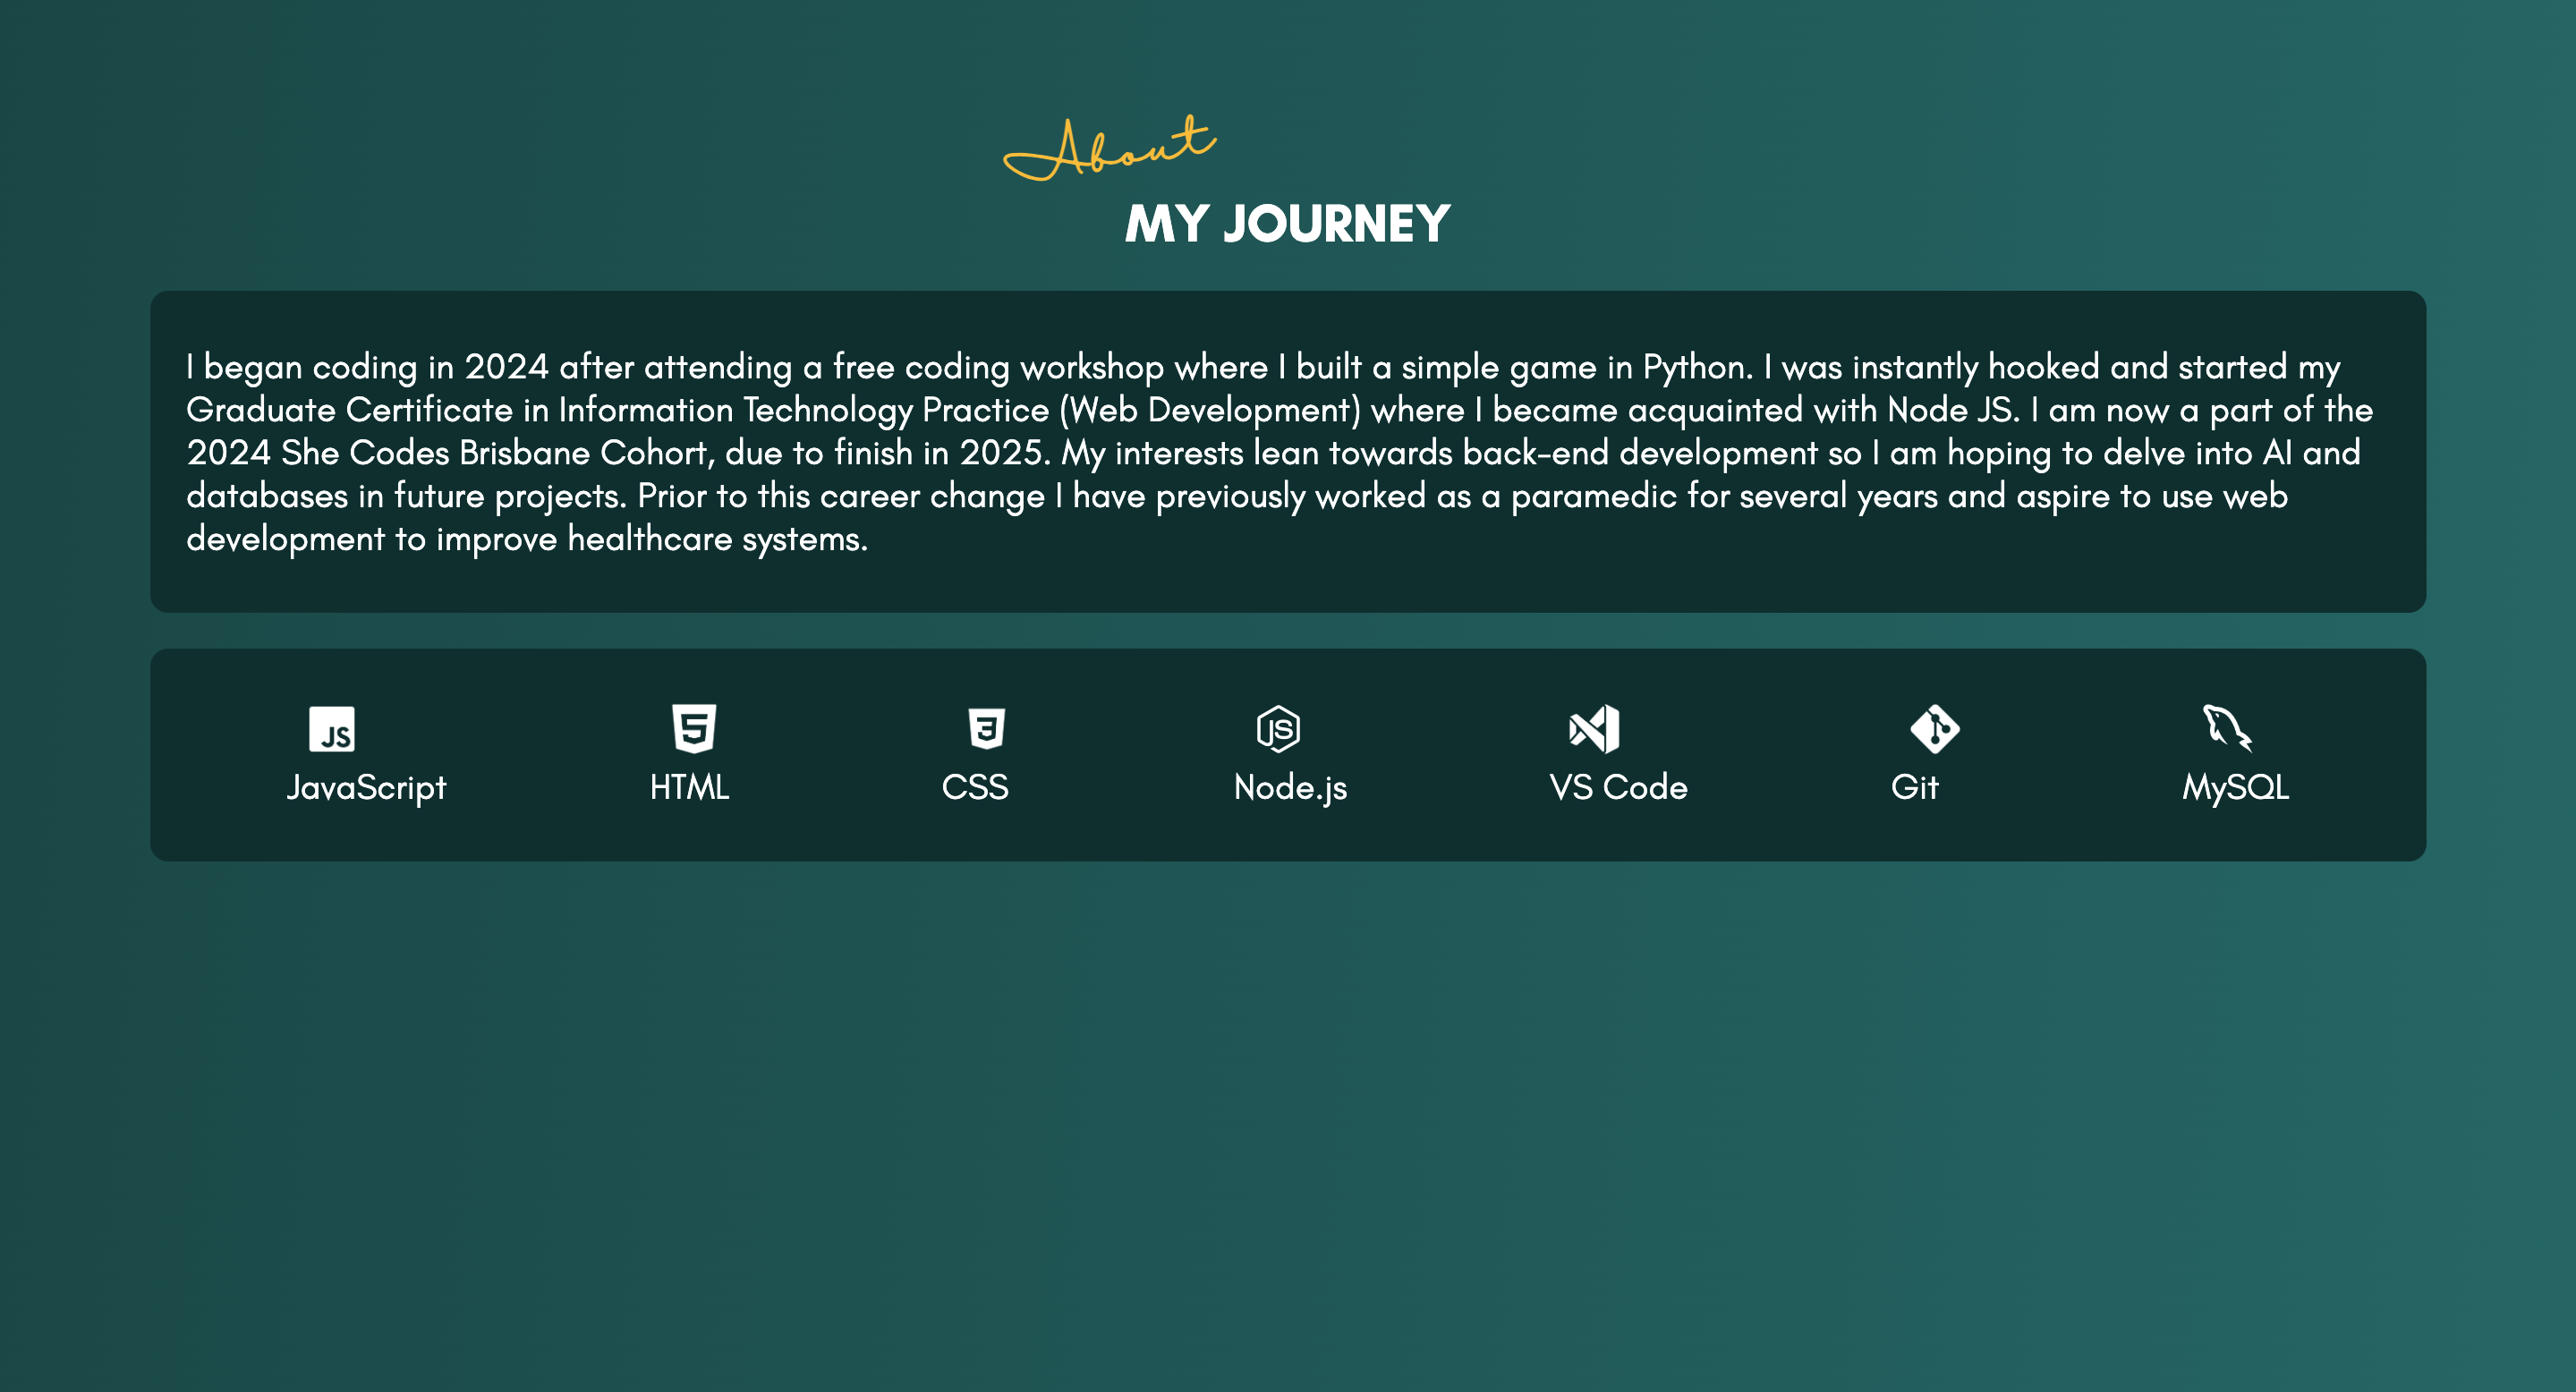 About
MY JOURNEY
I began coding in 2024 after attending a free coding workshop where I built a simple game in Python. I was instantly hooked and started my
Graduate Certificate in Information Technology Practice (Web Development) where I became acquainted with Node JS. I am now a part of the
2024 She Codes Brisbane Cohort, due to finish in 2025. My interests lean towards back-end development so I am hoping to delve into AI and
databases in future projects. Prior to this career change I have previously worked as a paramedic for several years and aspire to use web
development to improve healthcare systems.
JS 5 3 JS
JavaScript HTML CSS Node.js VS Code Git MySQL